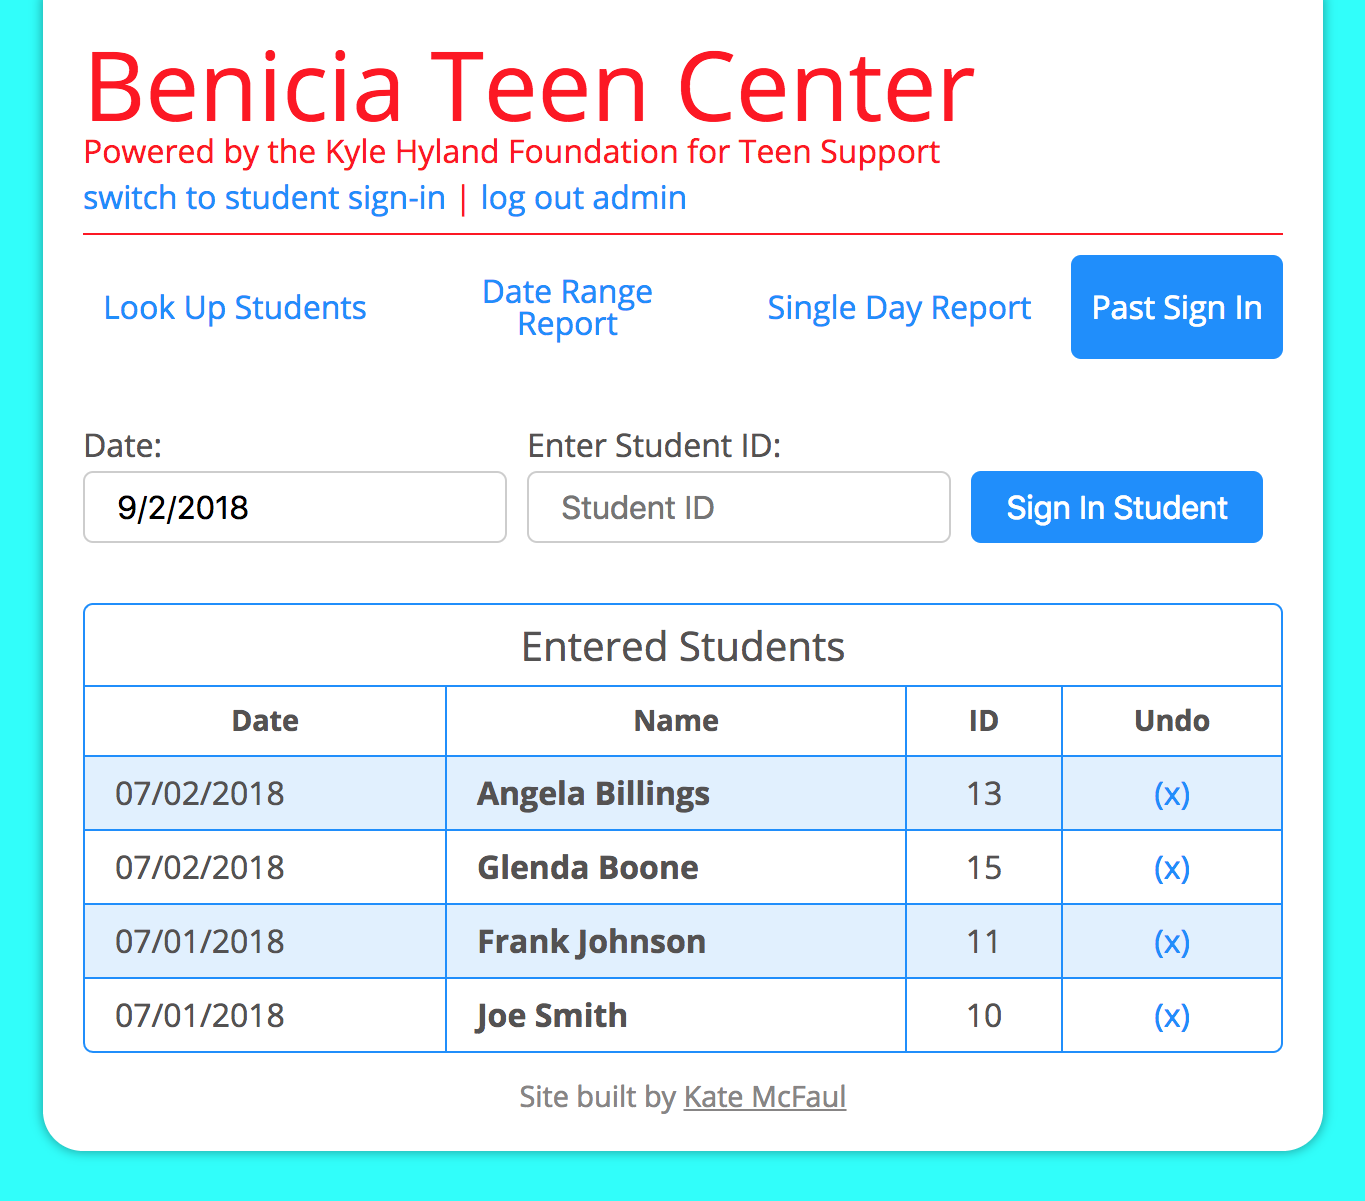 Benicia Teen Center
Powered by the Kyle Hyland Foundation for Teen Support
switch to student sign-in | log out admin
Look Up Students
Date Range
Report
Single Day Report
Past Sign In
Date:
Enter Student ID:
9/2/2018
Student ID
Sign In Student
Entered Students
Date Name ID Undo
07/02/2018 Angela Billings 13 (x)
07/02/2018 Glenda Boone 15 (x)
07/01/2018 Frank Johnson 11 (x)
07/01/2018 Joe Smith 10 (x)
Site built by Kate McFaul